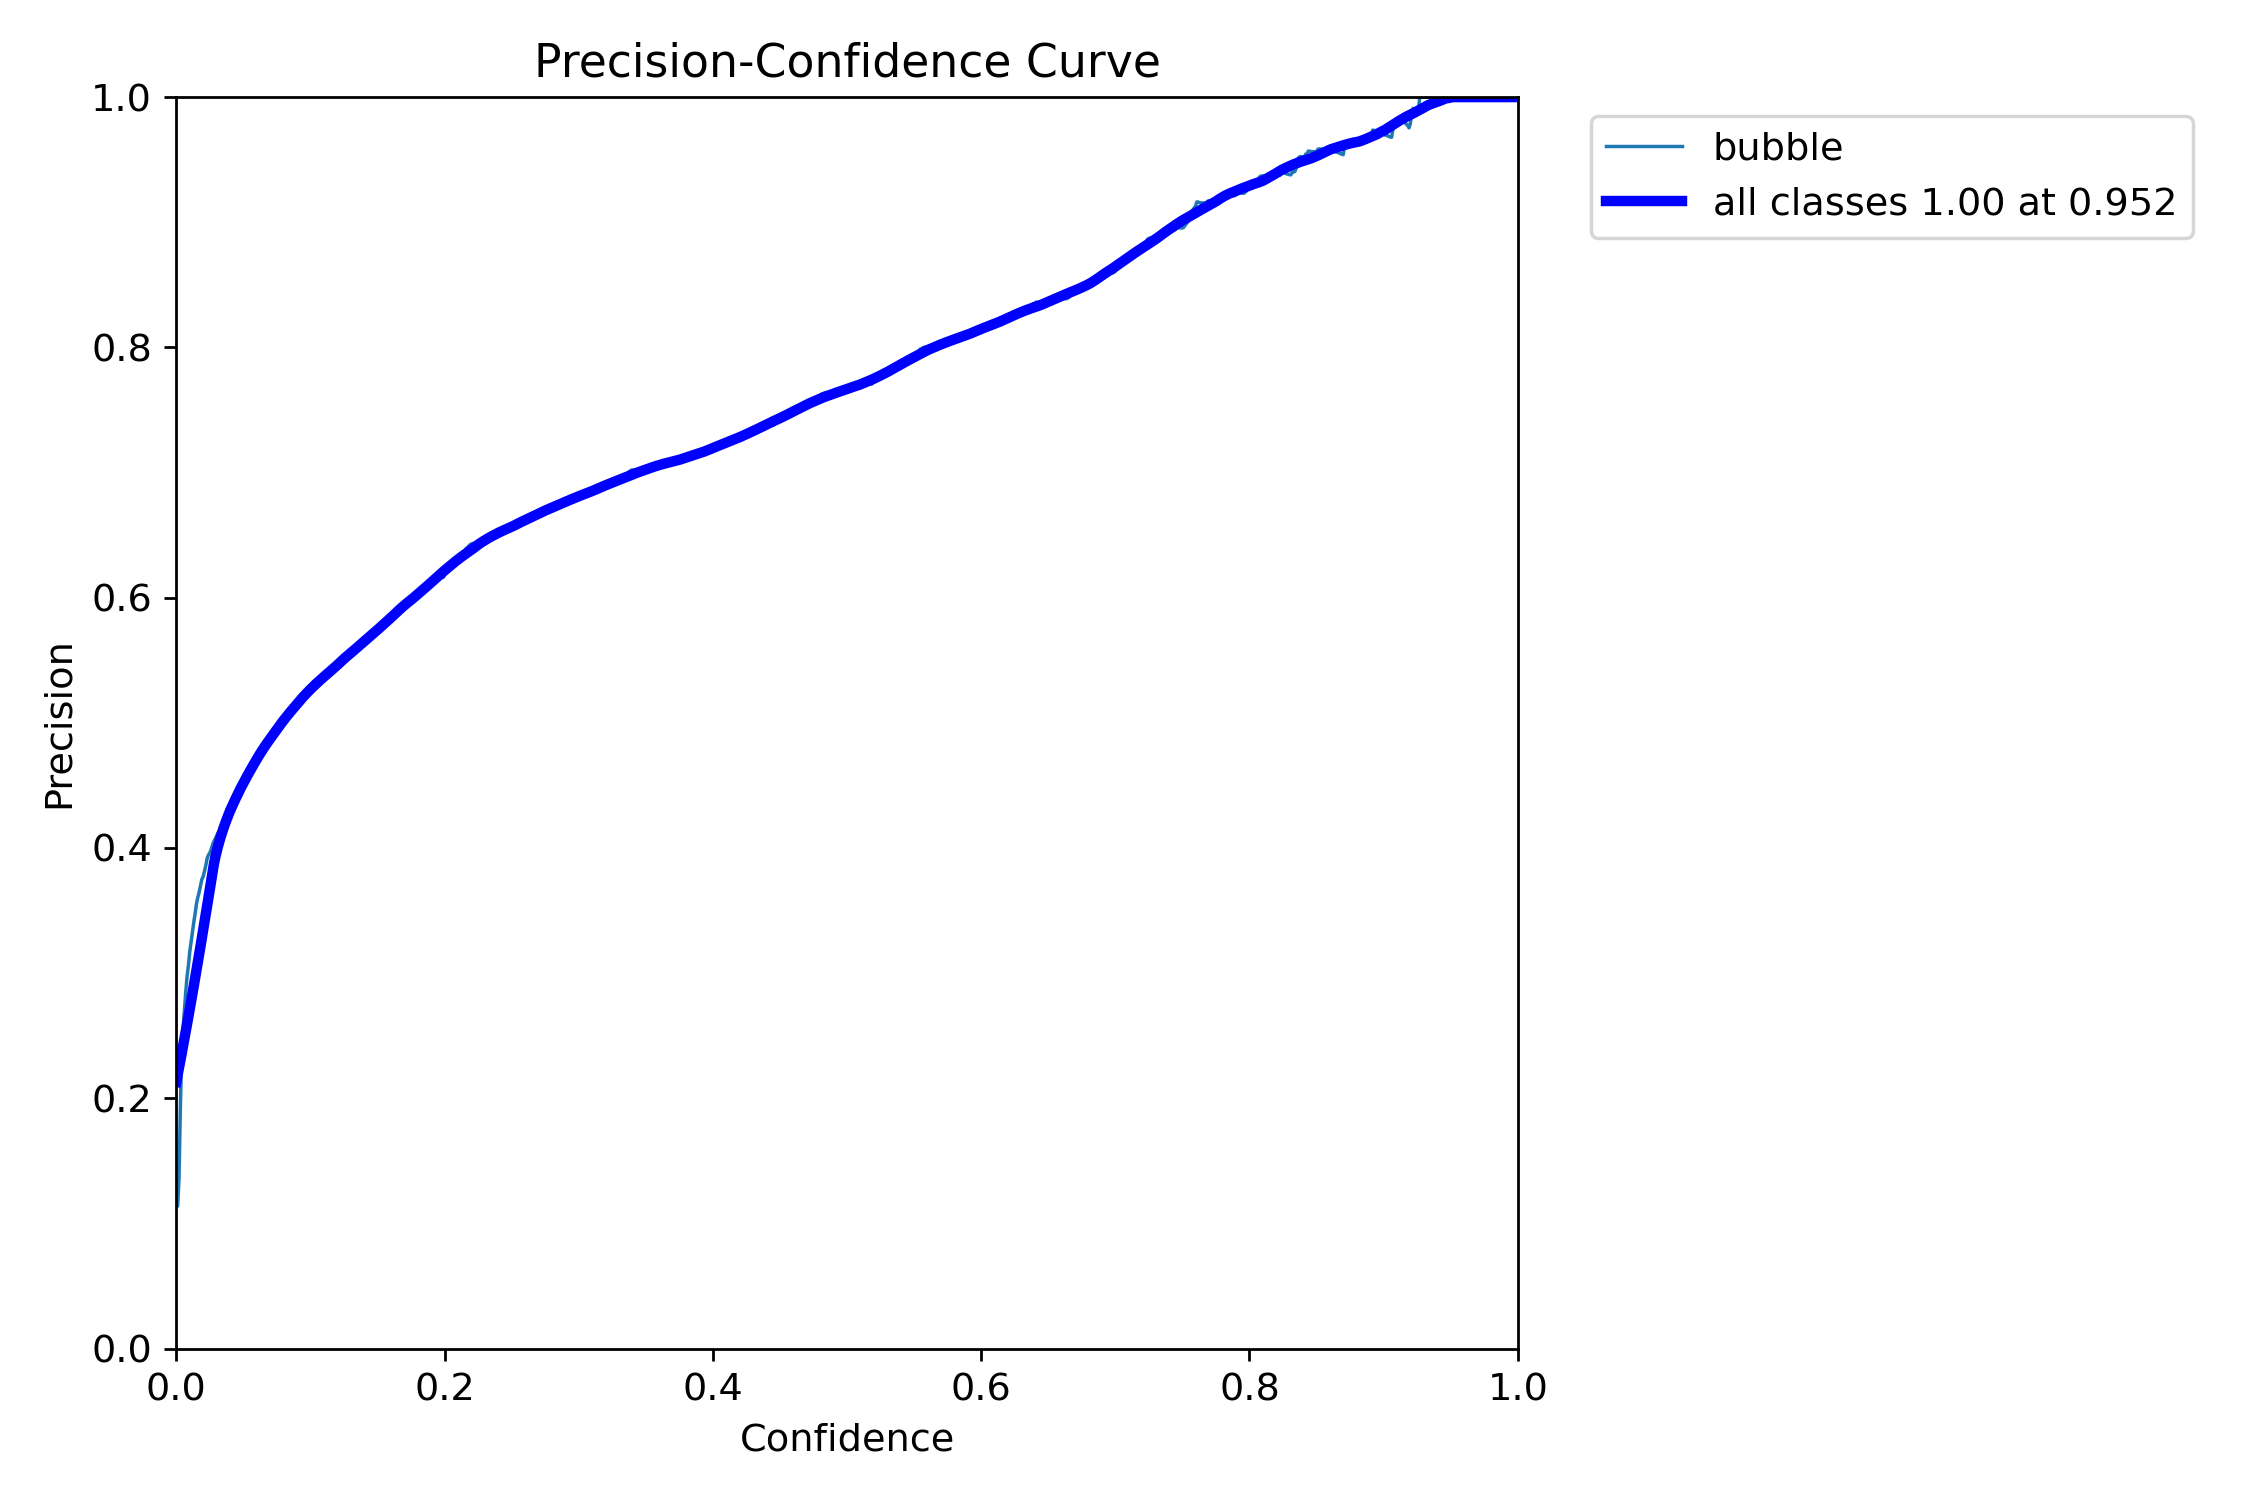 Precision-Confidence Curve
1.0
0.8
0.6
0.4
0.2
0.0
Precision
0.0 0.2 0.4 0.6 0.8 1.0
Confidence
bubble
all classes 1.00 at 0.952